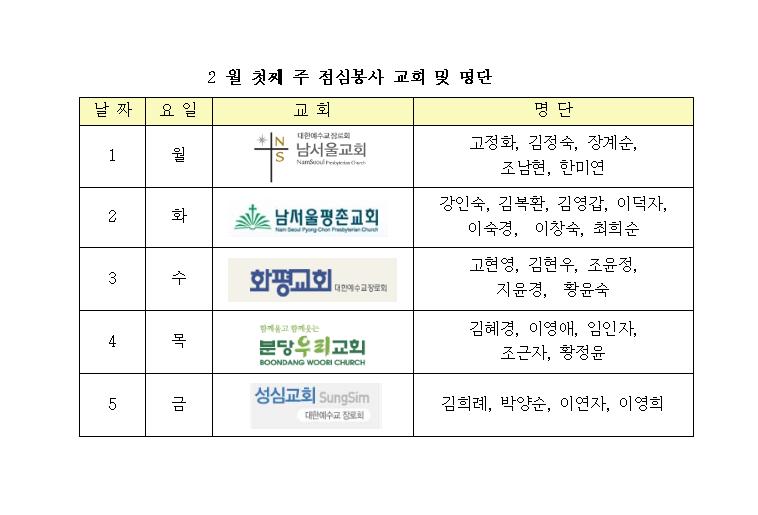 2 월 첫째 주 점심봉사 교회 및 명단
날 짜 요 일 교 회 명 단
1 월
대한예수교장로회
N S 남서울교회
NamSeoul Presbyterian Church
고정화, 김정숙, 장계순,
조남현, 한미연
2 화
남서울평촌교회
Nam Seoul Pyong-Chon Presbyterian Church
강인숙, 김복환, 김영갑, 이덕자,
이숙경, 이창숙, 최희순
3 수
화평교회 대한예수교장로회
고현영, 김현우, 조윤정,
지윤경, 황윤숙
4 목
함께울고 함께웃는
분당우리교회
BOONDANG WOORI CHURCH
김혜경, 이영애, 임인자,
조근자, 황정윤
5 금
성심교회 SungSim
대한예수교 장로회
김희례, 박양순, 이연자, 이영희